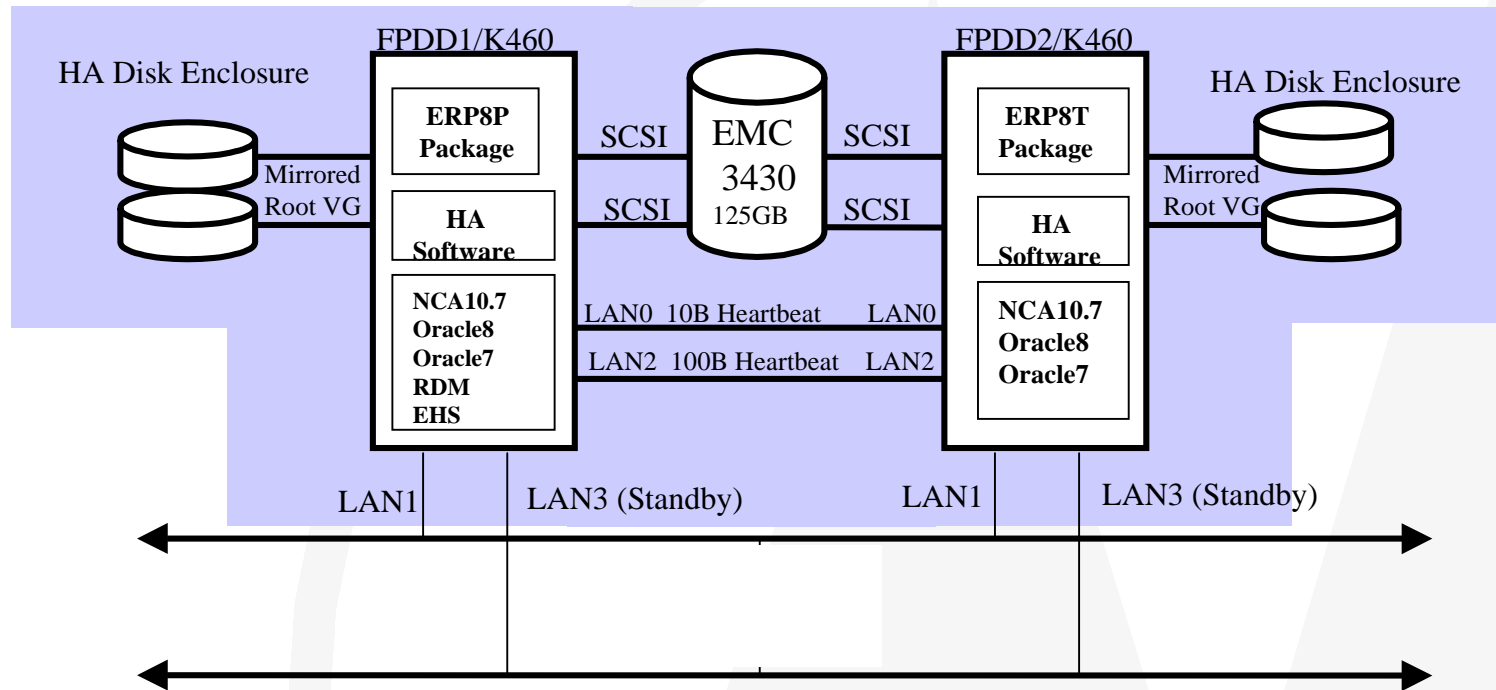 FPDD1/K460
FPDD2/K460
HA Disk Enclosure
HA Disk Enclosure
ERP8P
Package
SCSI
EMC
3430
125GB
SCSI
ERP8T
Package
Mirrored
Root VG
SCSI
SCSI
Mirrored
Root VG
HA
Software
HA
Software
NCA10.7
Oracle8
Oracle7
RDM
EHS
LAN0 10B Heartbeat LAN0
LAN2 100B Heartbeat LAN2
NCA10.7
Oracle8
Oracle7
LAN1
LAN3 (Standby)
LAN1
LAN3 (Standby)